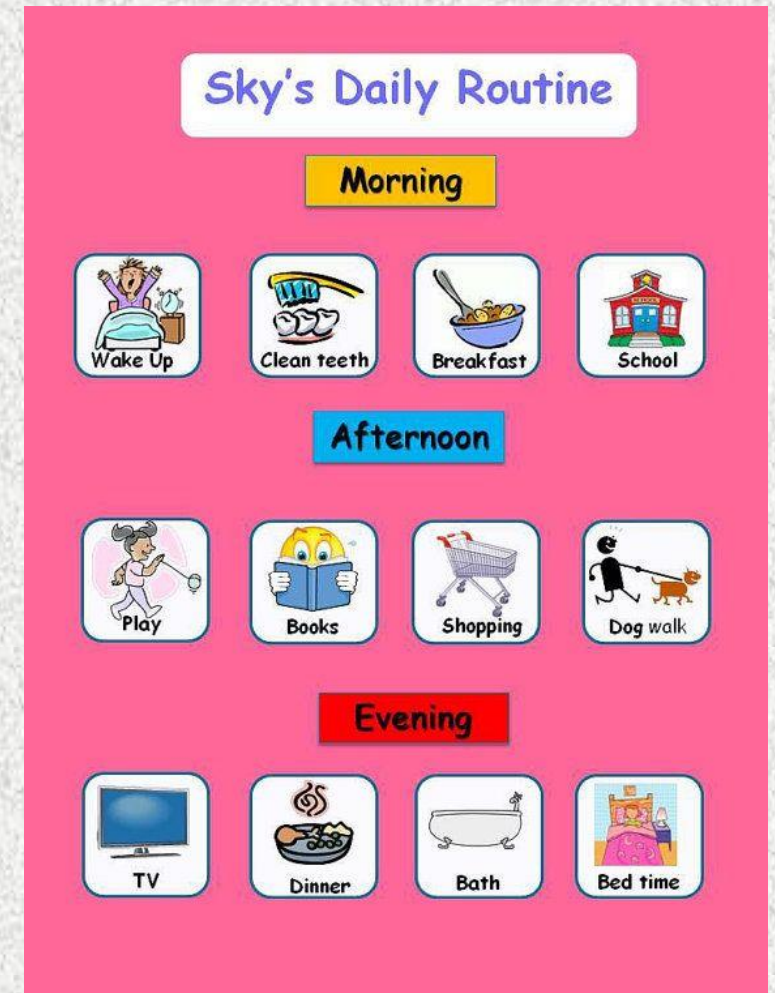 Sky's Daily Routine
Morning
Wake Up
Clean teeth
Breakfast
School
Afternoon
Play
Books
Shopping
Dog walk
Evening
TV
Dinner
Bath
Bed time